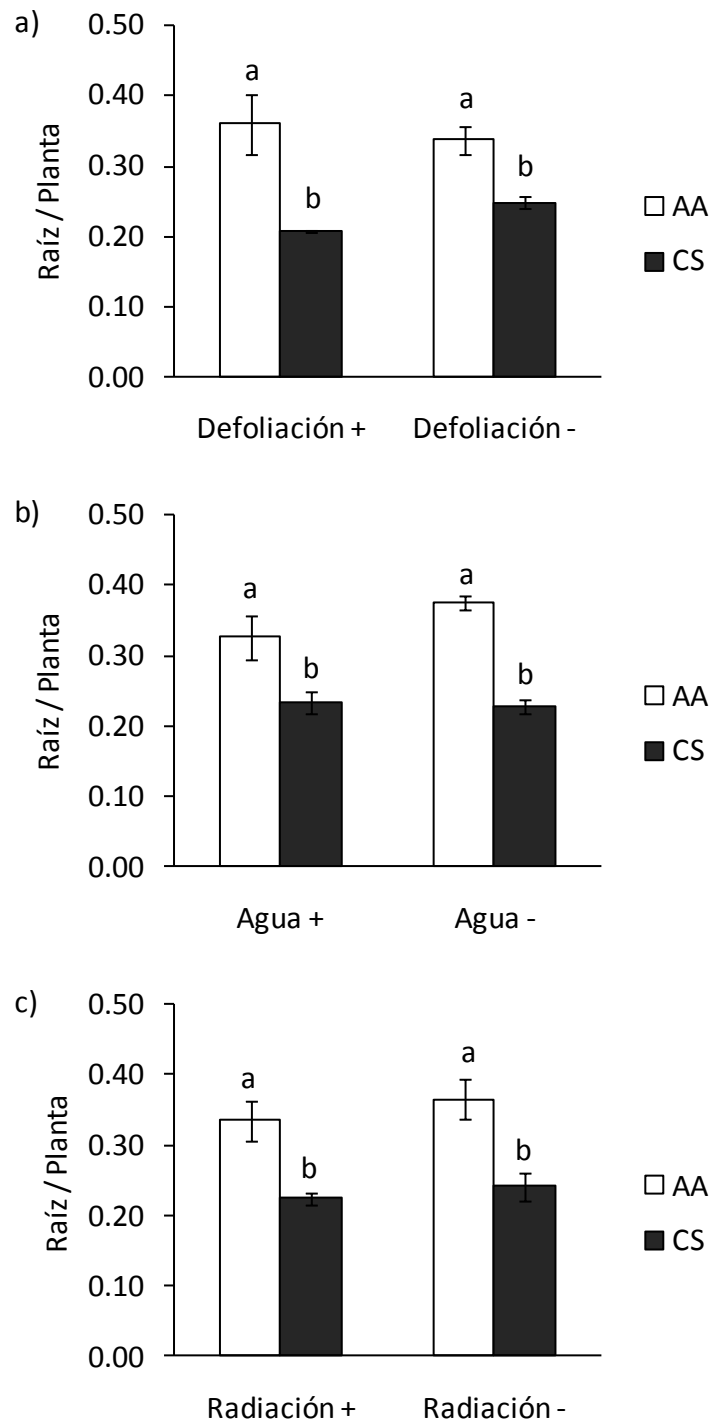 a)
0.50
0.40
0.30
0.20
0.10
0.00
Raíz / Planta
a
b
a
b
AA
CS
Defoliación +
Defoliación -
b)
0.50
0.40
0.30
0.20
0.10
0.00
Raíz / Planta
a
b
a
b
AA
CS
Agua +
Agua -
c)
0.50
0.40
0.30
0.20
0.10
0.00
Raíz / Planta
a
b
a
b
AA
CS
Radiación +
Radiación -